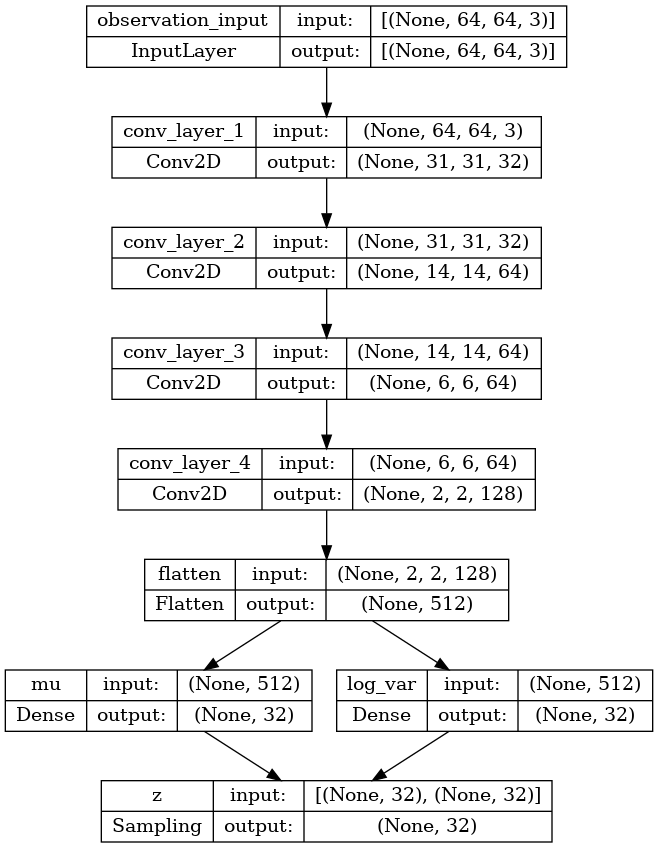 observation_input input: [(None, 64, 64, 3)]
InputLayer output: [(None, 64, 64, 3)]
conv_layer_1 input: (None, 64, 64, 3)
Conv2D output: (None, 31, 31, 32)
conv_layer_2 input: (None, 31, 31, 32)
Conv2D output: (None, 14, 14, 64)
conv_layer_3 input: (None, 14, 14, 64)
Conv2D output: (None, 6, 6, 64)
conv_layer_4 input: (None, 6, 6, 64)
Conv2D output: (None, 2, 2, 128)
flatten input: (None, 2, 2, 128)
Flatten output: (None, 512)
mu input: (None, 512)
Dense output: (None, 32)
log_var input: (None, 512)
Dense output: (None, 32)
z input: [(None, 32), (None, 32)]
Sampling output: (None, 32)